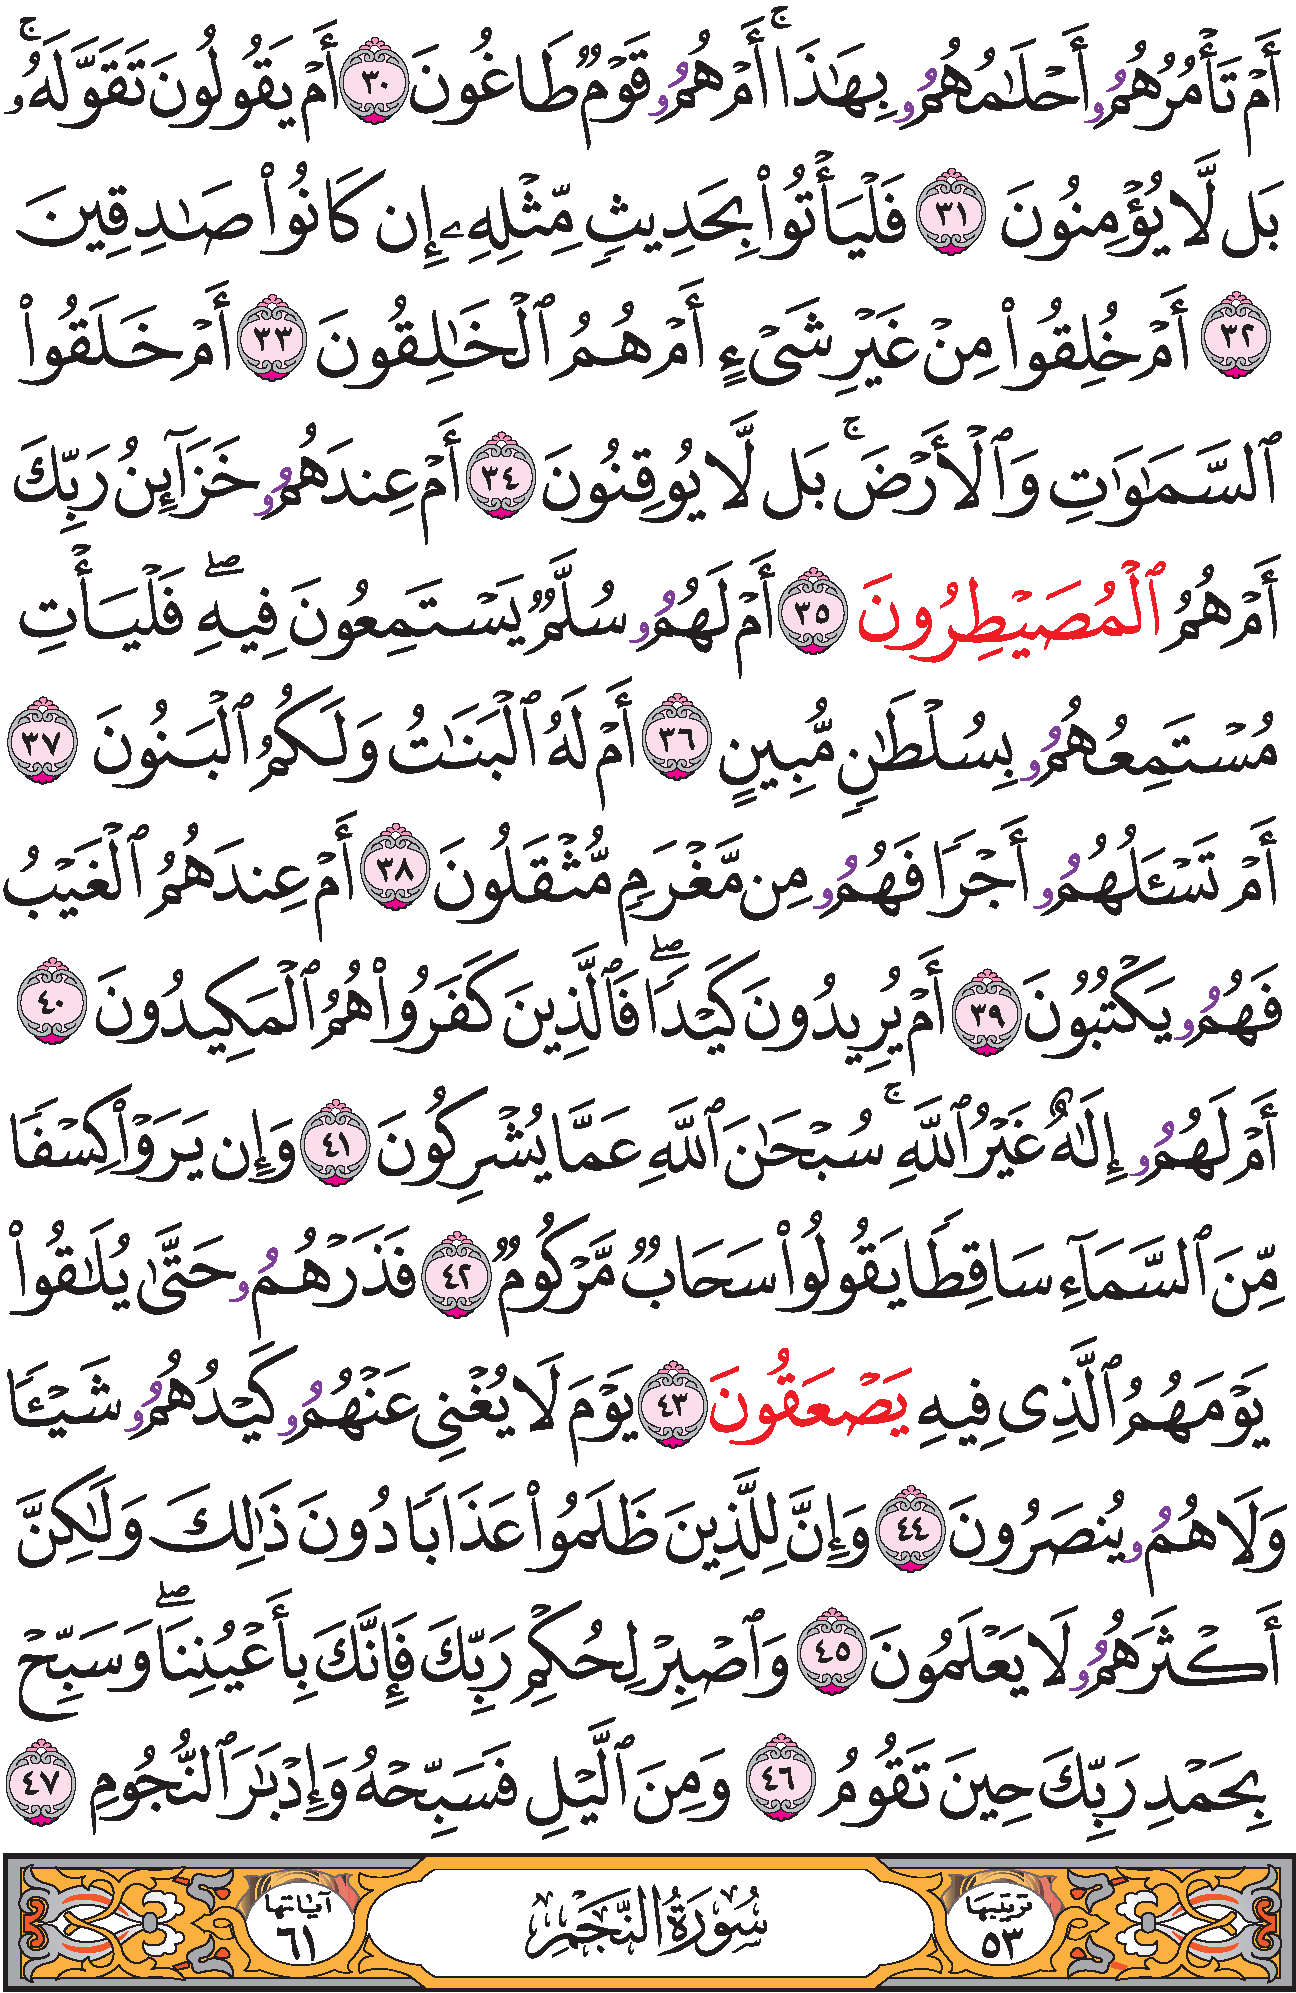 أَمۡ تَأۡمُرُهُمُۥٓ أَحۡلَٰمُهُمُۥ بِهَٰذَاۚ أَمۡ هُمُۥ قَوۡمٞ طَاغُونَ ٣٠ أَمۡ يَقُولُونَ تَقَوَّلَهُۥۚ
بَل لَّا يُؤۡمِنُونَ ٣١ فَلۡيَأۡتُواْ بِحَدِيثٖ مِّثۡلِهِۦ إِن كَانُواْ صَٰدِقِينَ
٣٢ أَمۡ خُلِقُواْ مِنۡ غَيۡرِ شَيۡءٍ أَمۡ هُمُ ٱلۡخَٰلِقُونَ ٣٣ أَمۡ خَلَقُواْ
ٱلسَّمَٰوَٰتِ وَٱلۡأَرۡضَۚ بَل لَّا يُوقِنُونَ ٣٤ أَمۡ عِندَهُمُۥ خَزَآئِنُ رَبِّكَ
أَمۡ هُمُ ٱلۡمُصَيۡطِرُونَ ٣٥ أَمۡ لَهُمُۥ سُلَّمٞ يَسۡتَمِعُونَ فِيهِۖ فَلۡيَأۡتِ
مُسۡتَمِعُهُمُۥ بِسُلۡطَٰنٖ مُّبِينٍ ٣٦ أَمۡ لَهُ ٱلۡبَنَٰتُ وَلَكُمُ ٱلۡبَنُونَ ٣٧
أَمۡ تَسۡـَٔلُهُمُۥ أَجۡرٗا فَهُمُۥ مِن مَّغۡرَمٖ مُّثۡقَلُونَ ٣٨ أَمۡ عِندَهُمُ ٱلۡغَيۡبُ
فَهُمُۥ يَكۡتُبُونَ ٣٩ أَمۡ يُرِيدُونَ كَيۡدٗاۖ فَٱلَّذِينَ كَفَرُواْ هُمُ ٱلۡمَكِيدُونَ ٤٠
أَمۡ لَهُمُۥ إِلَٰهٌ غَيۡرُ ٱللَّهِۚ سُبۡحَٰنَ ٱللَّهِ عَمَّا يُشۡرِكُونَ ٤١ وَإِن يَرَوۡاْ كِسۡفٗا
مِّنَ ٱلسَّمَآءِ سَاقِطٗا يَقُولُواْ سَحَابٞ مَّرۡكُومٞ ٤٢ فَذَرۡهُمُۥ حَتَّىٰ يُلَٰقُواْ
يَوۡمَهُمُ ٱلَّذِي فِيهِ يَصۡعَقُونَ ٤٣ يَوۡمَ لَا يُغۡنِي عَنۡهُمُۥ كَيۡدُهُمُۥ شَيۡـٔٗا
وَلَا هُمُۥ يُنصَرُونَ ٤٤ وَإِنَّ لِلَّذِينَ ظَلَمُواْ عَذَابٗا دُونَ ذَٰلِكَ وَلَٰكِنَّ
أَكۡثَرَهُمُۥ لَا يَعۡلَمُونَ ٤٥ وَٱصۡبِرۡ لِحُكۡمِ رَبِّكَ فَإِنَّكَ بِأَعۡيُنِنَاۖ وَسَبِّحۡ
بِحَمۡدِ رَبِّكَ حِينَ تَقُومُ ٤٦ وَمِنَ ٱلَّيۡلِ فَسَبِّحۡهُ وَإِدۡبَٰرَ ٱلنُّجُومِ ٤٧
ترتيبها ٥٣ سُورَةُ النَّجۡمِ آياتها ٦١